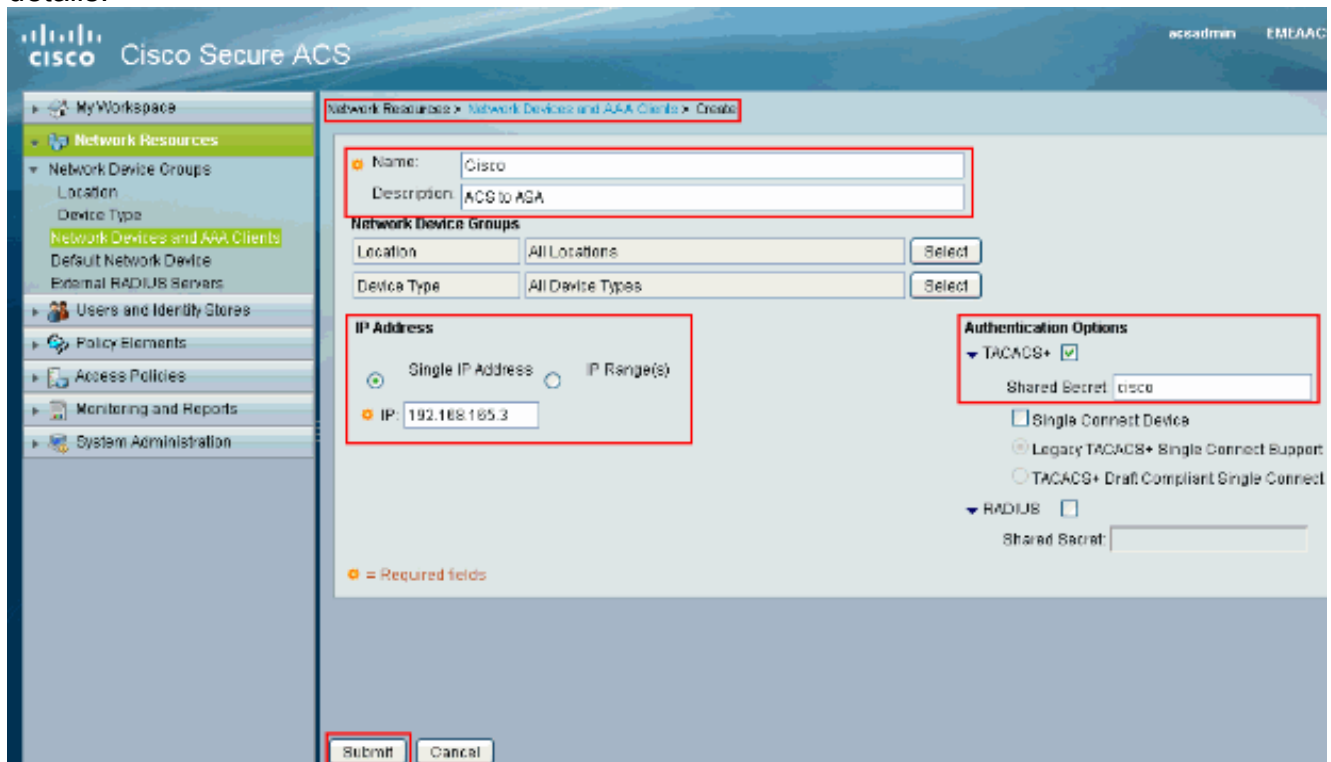 details.
cisco Cisco Secure ACS
acsadmin EMEAAC
My Workspace
Network Resources
Network Device Groups
Location
Device Type
Network Devices and AAA Clients
Default Network Device
External RADIUS Servers
Users and Identity Stores
Policy Elements
Access Policies
Monitoring and Reports
System Administration
Network Resources > Network Devices and AAA Clients > Create
Name: Cisco
Description: ACS to ASA
Network Device Groups
Location All Locations Select
Device Type All Device Types Select
IP Address
Single IP Address IP Range(s)
IP: 192.168.165.3
Authentication Options
TACACS+
Shared Secret: cisco
Single Connect Device
Legacy TACACS+ Single Connect Support
TACACS+ Draft Compliant Single Connect
RADIUS
Shared Secret:
= Required fields
Submit Cancel